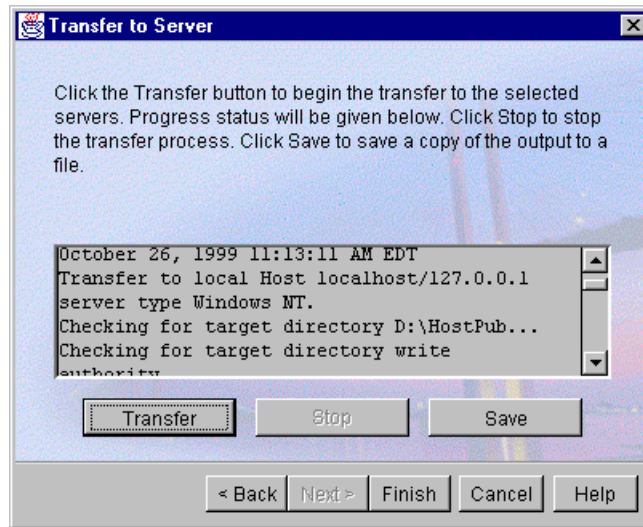 Transfer to Server
Click the Transfer button to begin the transfer to the selected
servers. Progress status will be given below. Click Stop to stop
the transfer process. Click Save to save a copy of the output to a
file.
October 26, 1999 11:13:11 AM EDT
Transfer to local Host localhost/127.0.0.1
server type Windows NT.
Checking for target directory D:\HostPub...
Checking for target directory write
authority
Transfer Stop Save
< Back Next > Finish Cancel Help